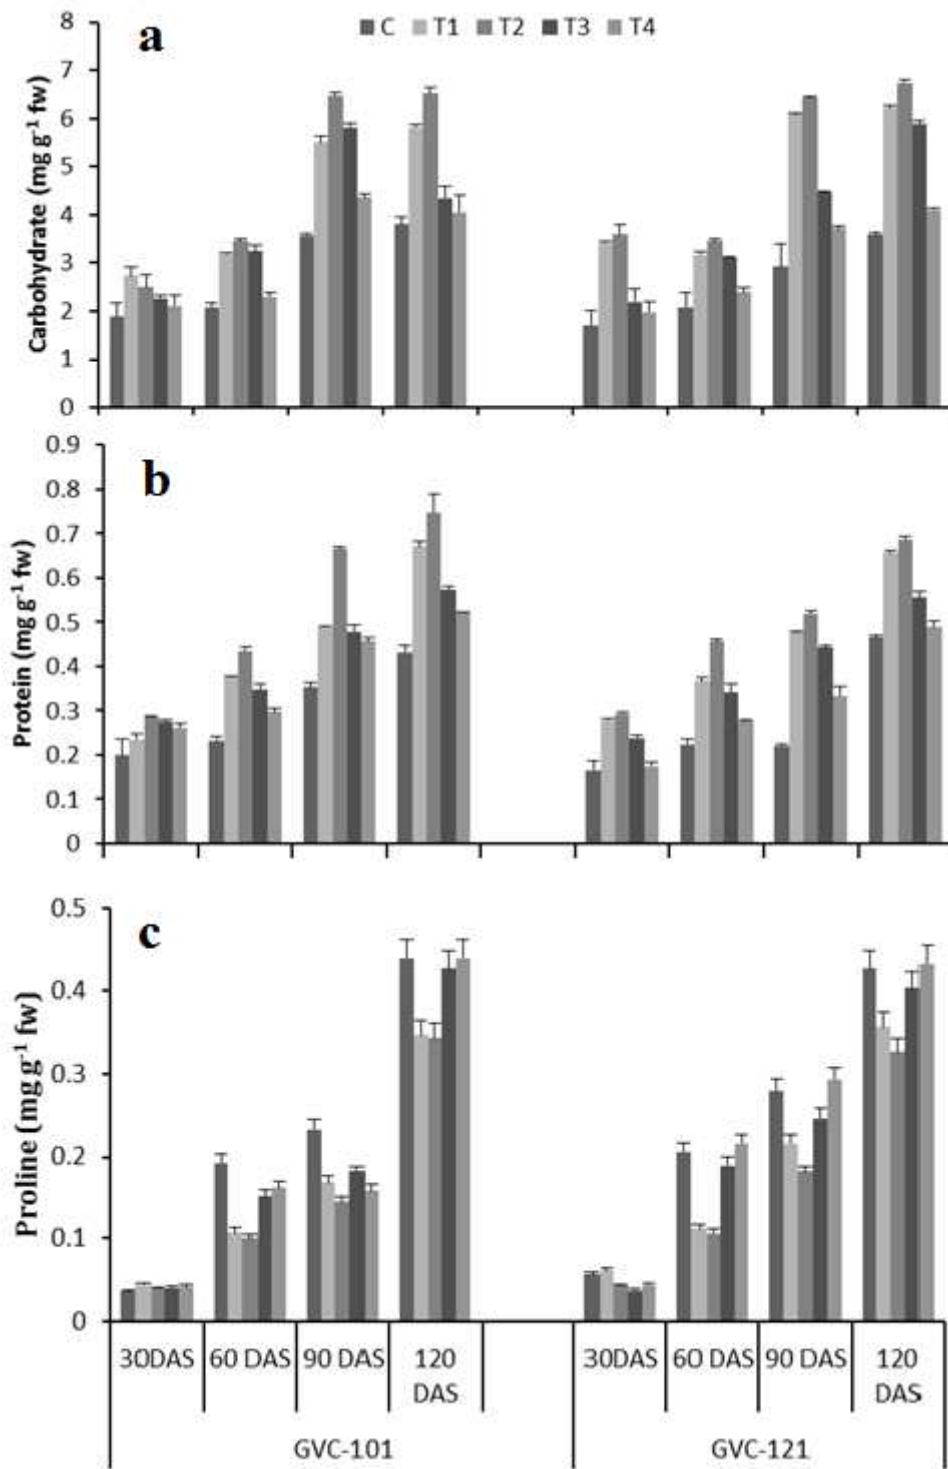 a
C T1 T2 T3 T4
Carbohydrate (mg g-1 fw)
8
7
6
5
4
3
2
1
0
b
Protein (mg g-1 fw)
0.9
0.8
0.7
0.6
0.5
0.4
0.3
0.2
0.1
0
c
Proline (mg g-1 fw)
0.5
0.4
0.3
0.2
0.1
0
30DAS 60 DAS 90 DAS 120 DAS 30DAS 60 DAS 90 DAS 120 DAS
GVC-101 GVC-121